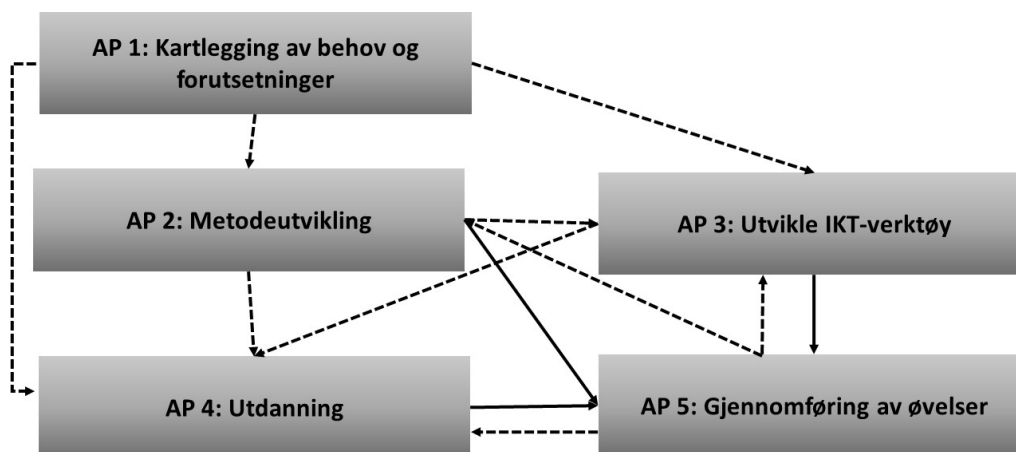 AP 1: Kartlegging av behov og
forutsetninger
AP 2: Metodeutvikling
AP 3: Utvikle IKT-verktøy
AP 4: Utdanning
AP 5: Gjennomføring av øvelser